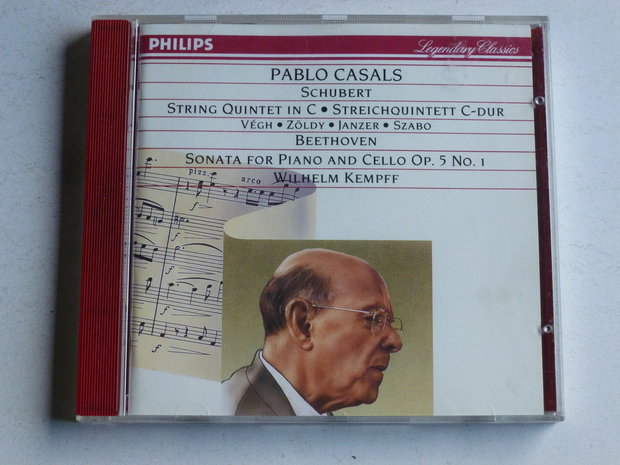 PHILIPS
Legendary Classics
PABLO CASALS
SCHUBERT
STRING QUINTET IN C • STREICHQUINTETT C-DUR
VÉGH • ZÖLDY • JANZER • SZABO
BEETHOVEN
SONATA FOR PIANO AND CELLO OP. 5 NO. 1
WILHELM KEMPFF
pizz.
arco
f
f
f
f